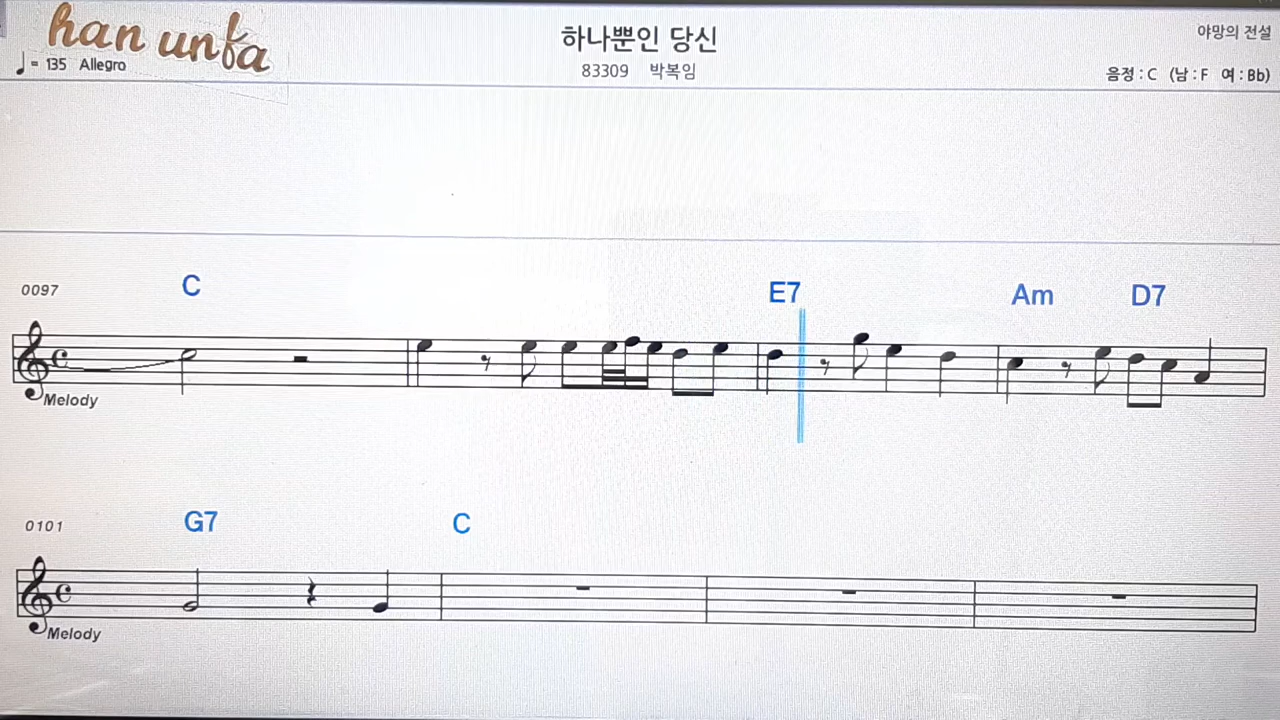 han unfa
하나뿐인 당신
야망의 전설
♩= 135 Allegro
83309 박복임
음정 : C (남 : F 여 : Bb)
C E7 Am D7
0097
Melody
G7 C
0101
Melody